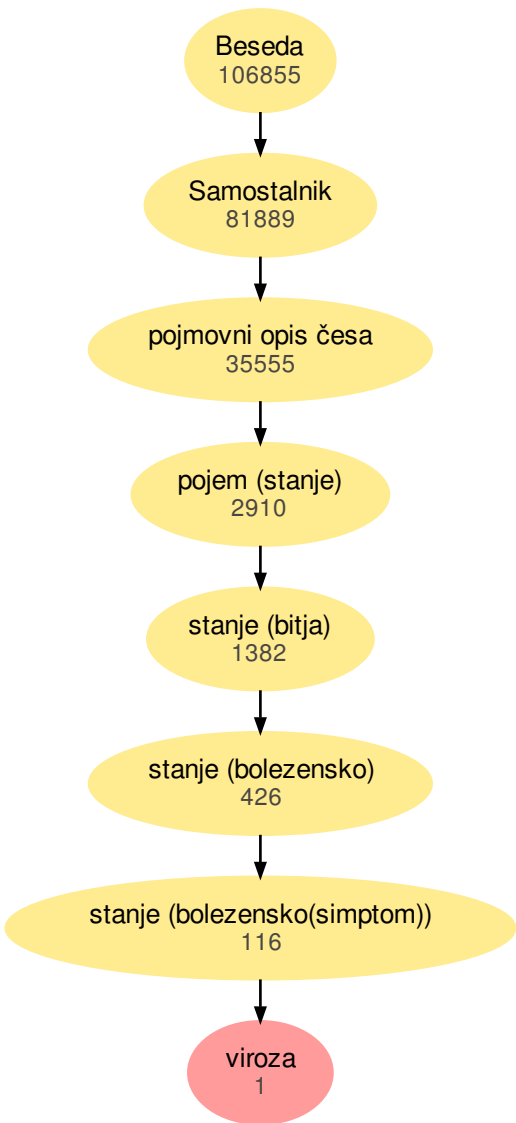 Beseda
106855
Samostalnik
81889
pojmovni opis česa
35555
pojem (stanje)
2910
stanje (bitja)
1382
stanje (bolezensko)
426
stanje (bolezensko(simptom))
116
viroza
1